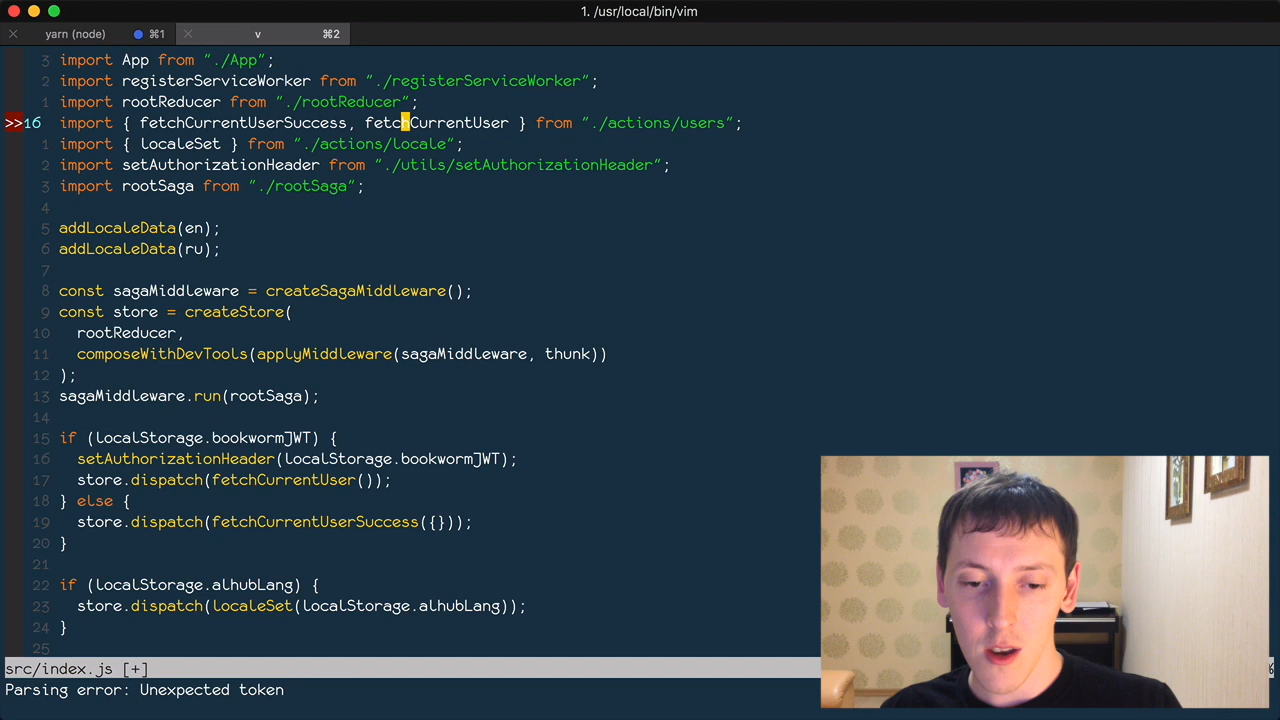 1. /usr/local/bin/vim
yarn (node) ⌘1 v ⌘2
3 import App from "./App";
2 import registerServiceWorker from "./registerServiceWorker";
1 import rootReducer from "./rootReducer";
>>16 import { fetchCurrentUserSuccess, fetchCurrentUser } from "./actions/users";
1 import { localeSet } from "./actions/locale";
2 import setAuthorizationHeader from "./utils/setAuthorizationHeader";
3 import rootSaga from "./rootSaga";
4
5 addLocaleData(en);
6 addLocaleData(ru);
7
8 const sagaMiddleware = createSagaMiddleware();
9 const store = createStore(
10 rootReducer,
11 composeWithDevTools(applyMiddleware(sagaMiddleware, thunk))
12 );
13 sagaMiddleware.run(rootSaga);
14
15 if (localStorage.bookwormJWT) {
16 setAuthorizationHeader(localStorage.bookwormJWT);
17 store.dispatch(fetchCurrentUser());
18 } else {
19 store.dispatch(fetchCurrentUserSuccess({}));
20 }
21
22 if (localStorage.alhubLang) {
23 store.dispatch(localeSet(localStorage.alhubLang));
24 }
25
src/index.js [+]
Parsing error: Unexpected token